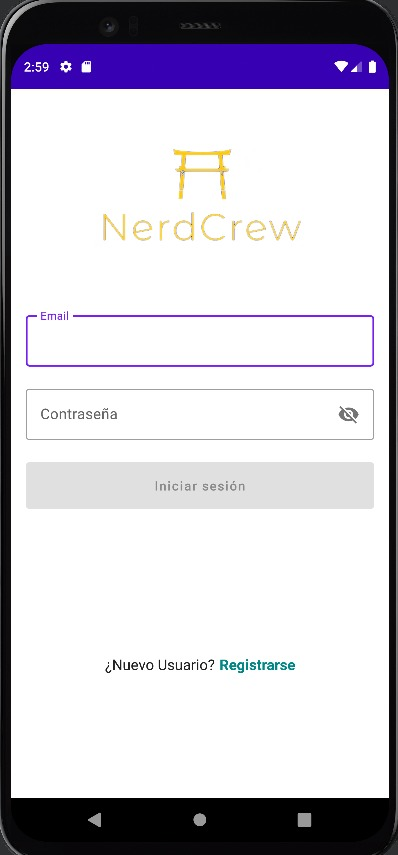 2:59
NerdCrew
Email
Contraseña
Iniciar sesión
¿Nuevo Usuario? Registrarse